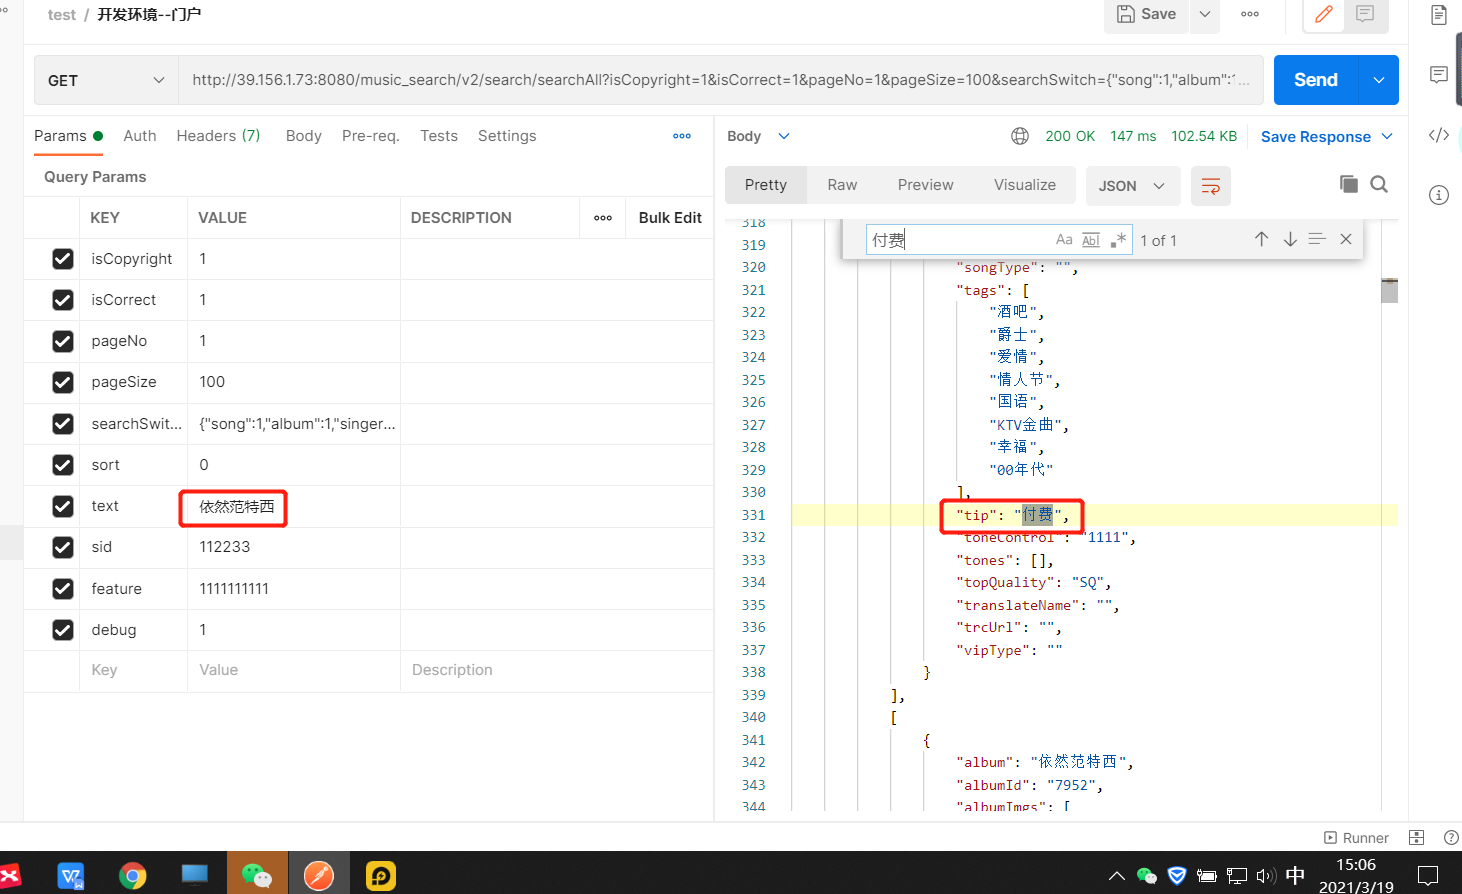 test / 开发环境--门户
Save
GET
http://39.156.1.73:8080/music_search/v2/search/searchAll?isCopyright=1&isCorrect=1&pageNo=1&pageSize=100&searchSwitch={"song":1,"album":1...
Send
Params
Auth
Headers (7)
Body
Pre-req.
Tests
Settings
Query Params
KEY VALUE DESCRIPTION Bulk Edit
isCopyright 1
isCorrect 1
pageNo 1
pageSize 100
searchSwit... {"song":1,"album":1,"singer...
sort 0
text 依然范特西
sid 112233
feature 1111111111
debug 1
Key Value Description
Body
200 OK 147 ms 102.54 KB Save Response
Pretty Raw Preview Visualize JSON
付费 Aa Abl .* 1 of 1
318
319
320 "songType": "",
321 "tags": [
322 "酒吧",
323 "爵士",
324 "爱情",
325 "情人节",
326 "国语",
327 "KTV金曲",
328 "幸福",
329 "00年代"
330 ],
331 "tip": "付费",
332 "toneControl": "1111",
333 "tones": [],
334 "topQuality": "SQ",
335 "translateName": "",
336 "trcUrl": "",
337 "vipType": ""
338 }
339 ],
340 [
341 {
342 "album": "依然范特西",
343 "albumId": "7952",
344 "albumImgs": [
Runner
中
15:06
2021/3/19